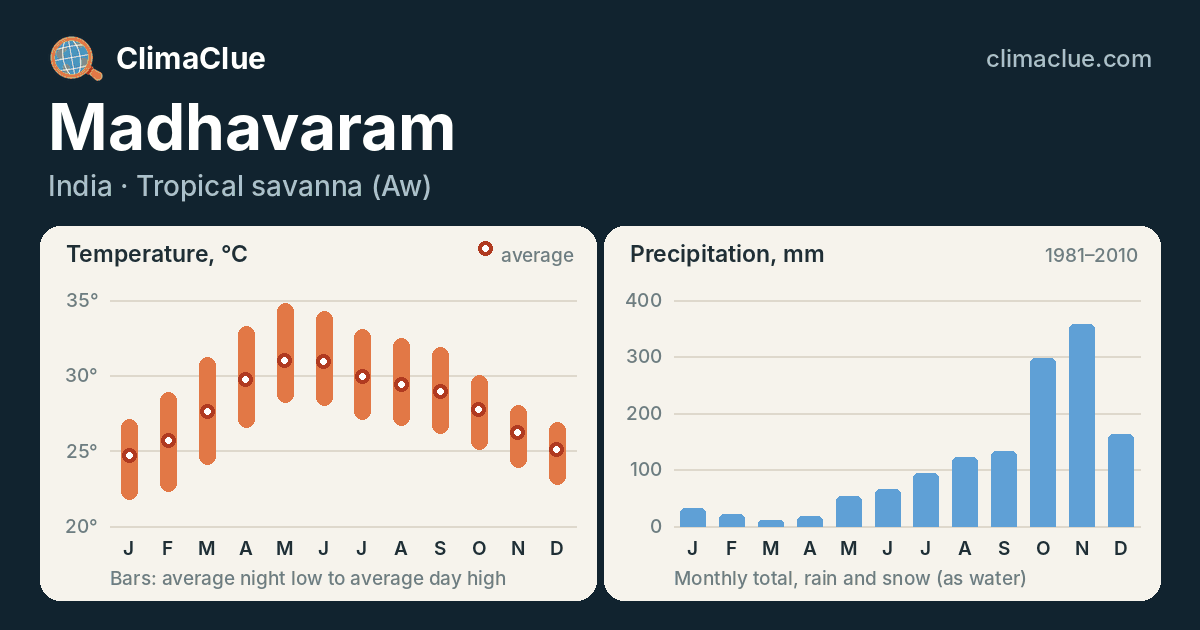 ClimaClue
climaclue.com
Madhavaram
India · Tropical savanna (Aw)
Temperature, °C
average
35°
30°
25°
20°
J F M A M J J A S O N D
Bars: average night low to average day high
Precipitation, mm
1981–2010
400
300
200
100
0
J F M A M J J A S O N D
Monthly total, rain and snow (as water)